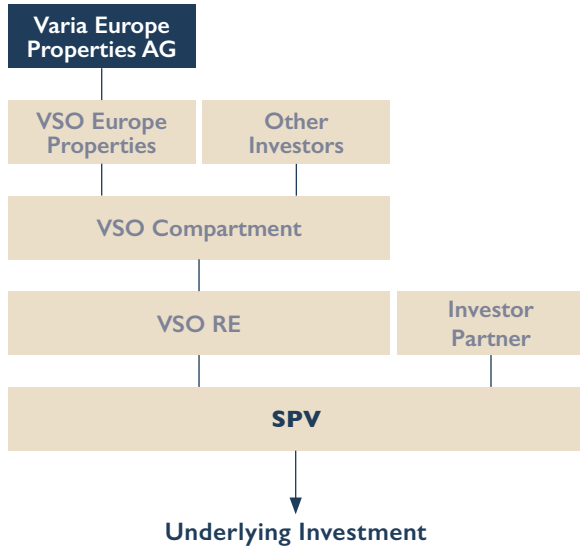 Varia Europe
Properties AG
VSO Europe
Properties
Other
Investors
VSO Compartment
VSO RE
Investor
Partner
SPV
Underlying Investment